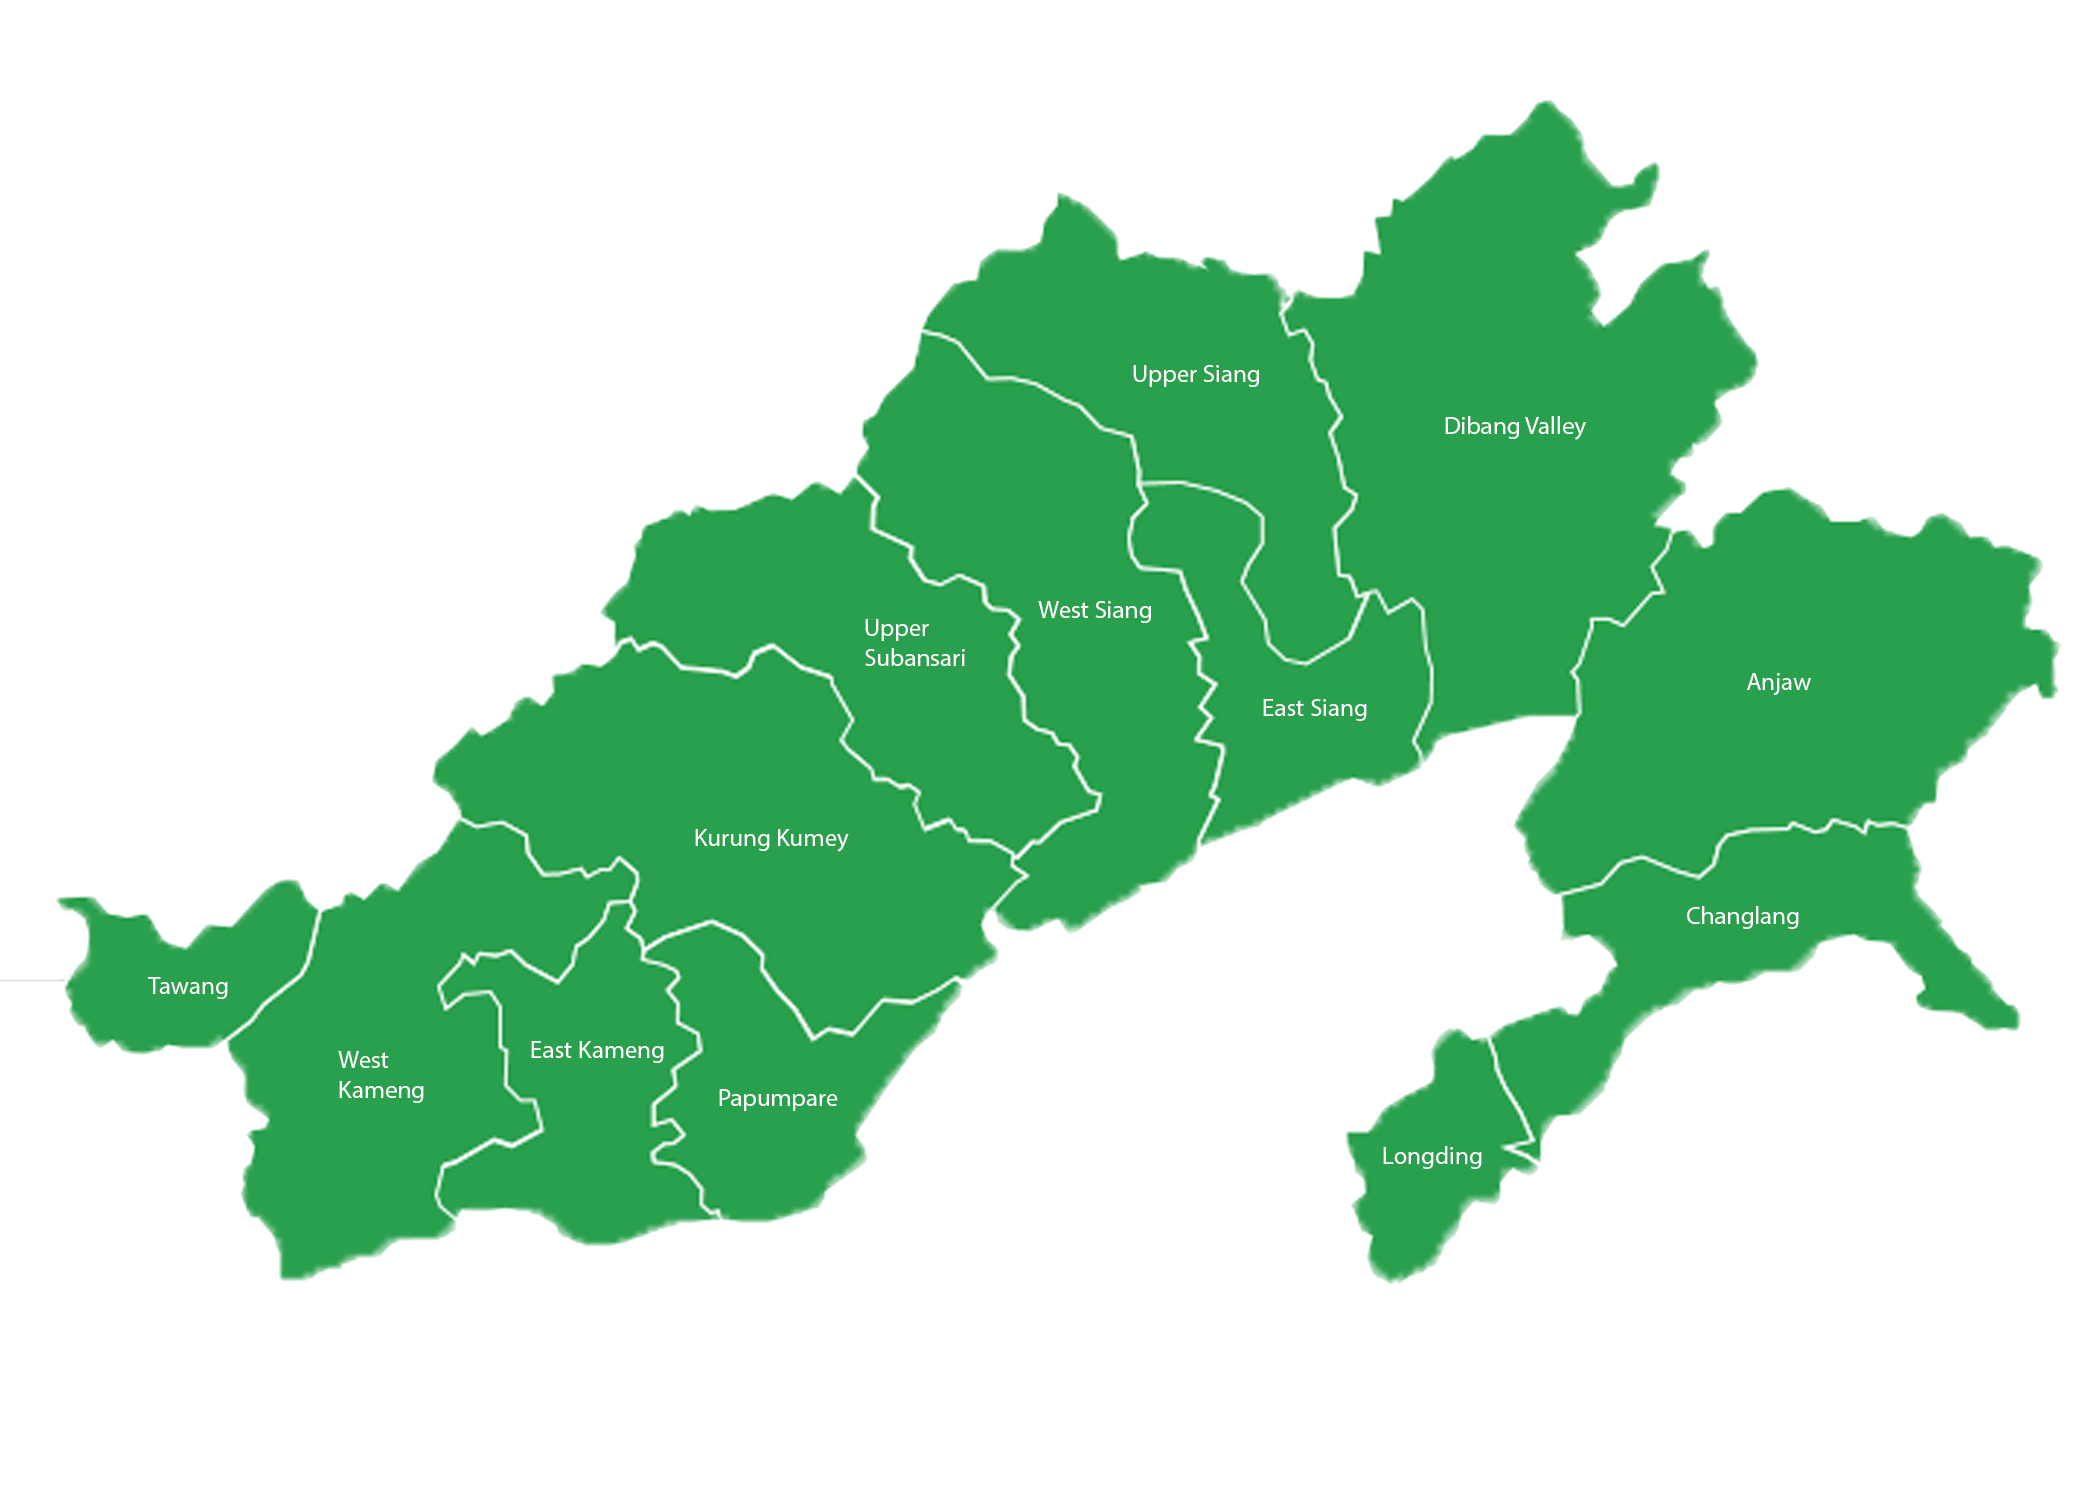 Upper Siang
Dibang Valley
West Siang
Upper
Subansari
Anjaw
East Siang
Kurung Kumey
Changlang
Tawang
East Kameng
West
Kameng
Papumpare
Longding